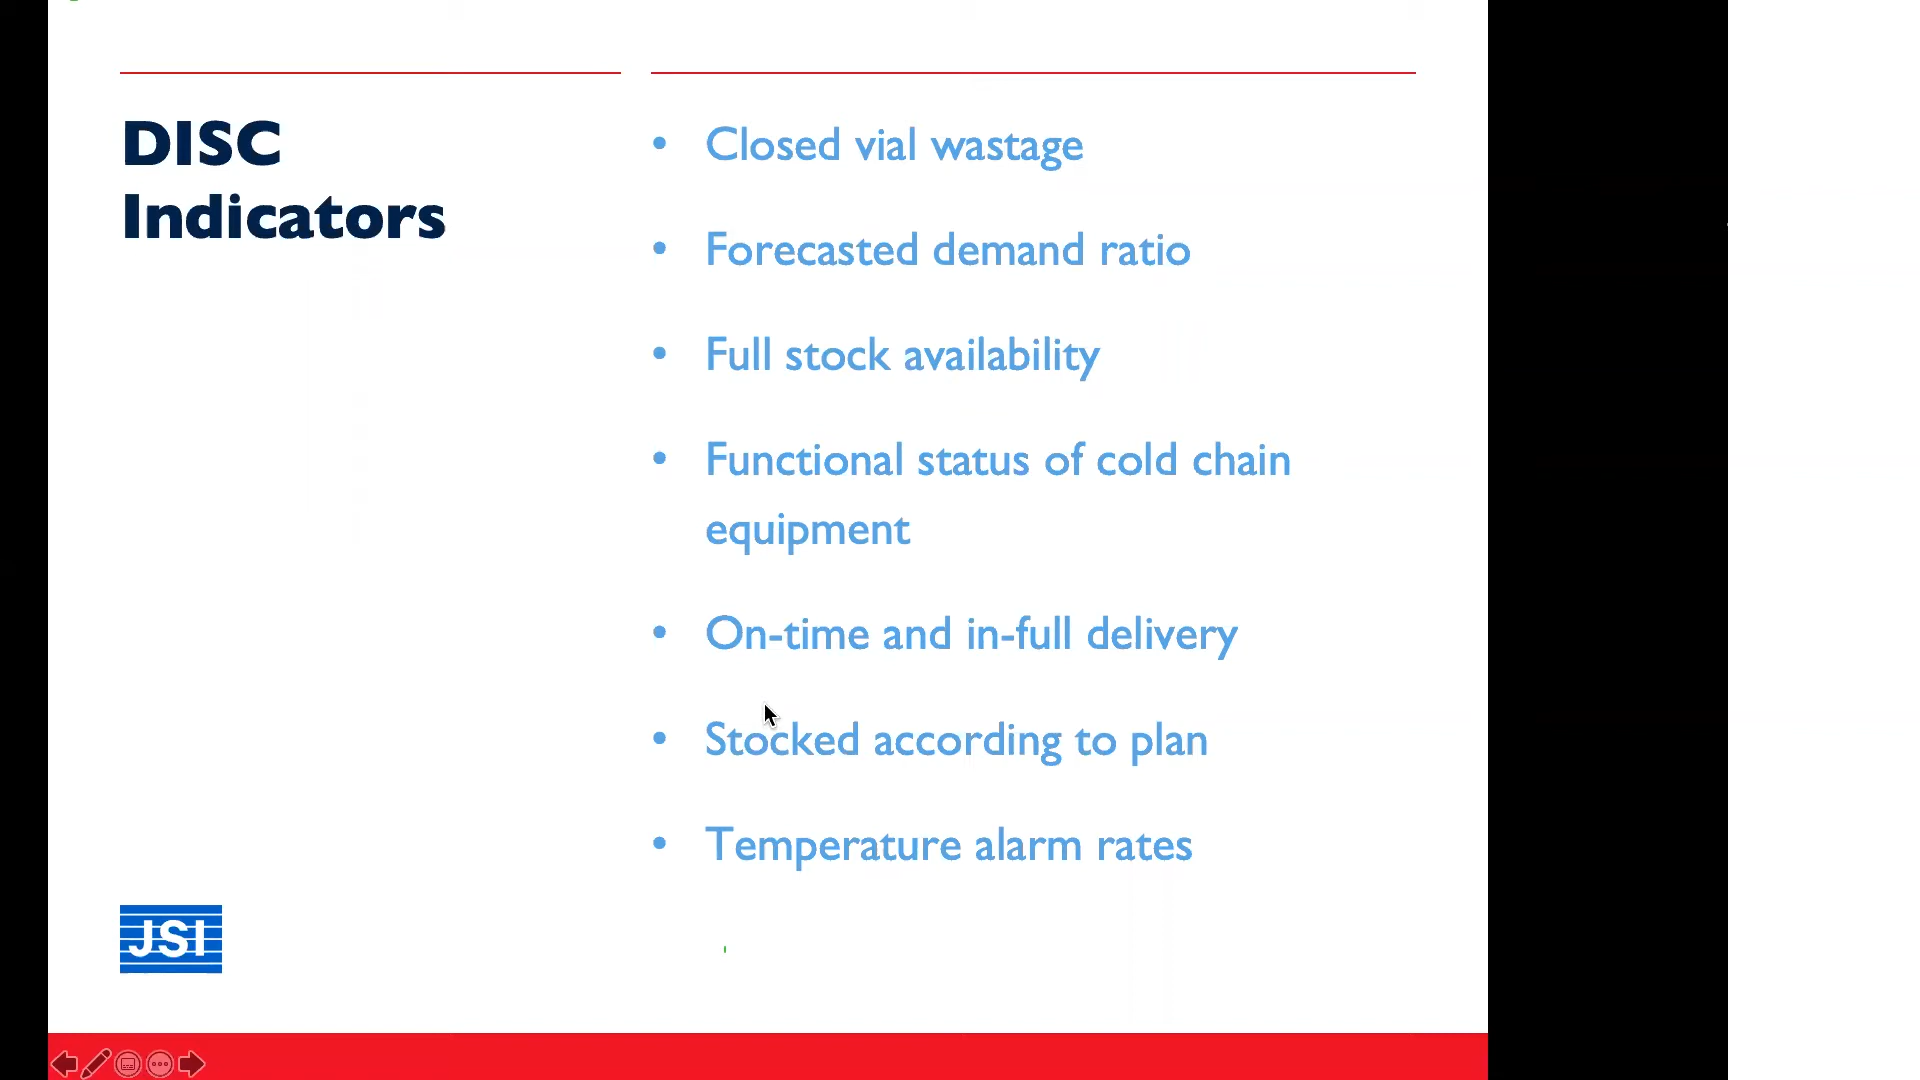 DISC
Indicators
• Closed vial wastage
• Forecasted demand ratio
• Full stock availability
• Functional status of cold chain
equipment
• On-time and in-full delivery
• Stocked according to plan
• Temperature alarm rates
JSI